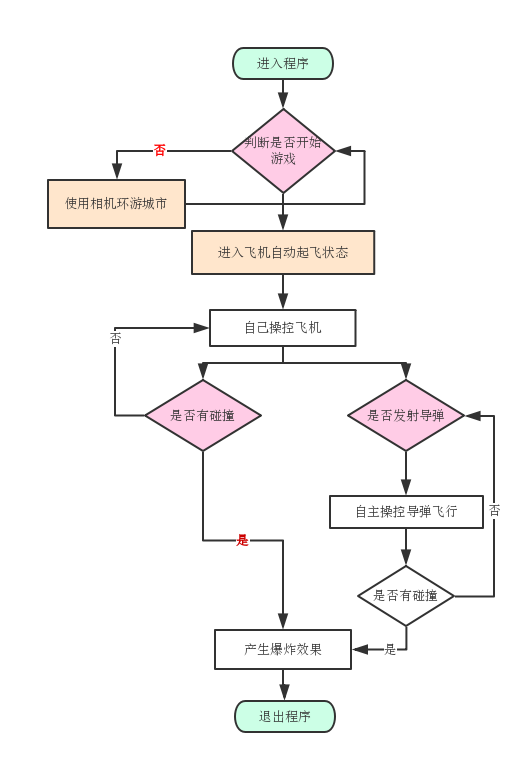 进入程序
判断是否开始
游戏
否
使用相机环游城市
进入飞机自动起飞状态
自己操控飞机
否
是否有碰撞
是否发射导弹
自主操控导弹飞行
否
是
是否有碰撞
产生爆炸效果
是
退出程序